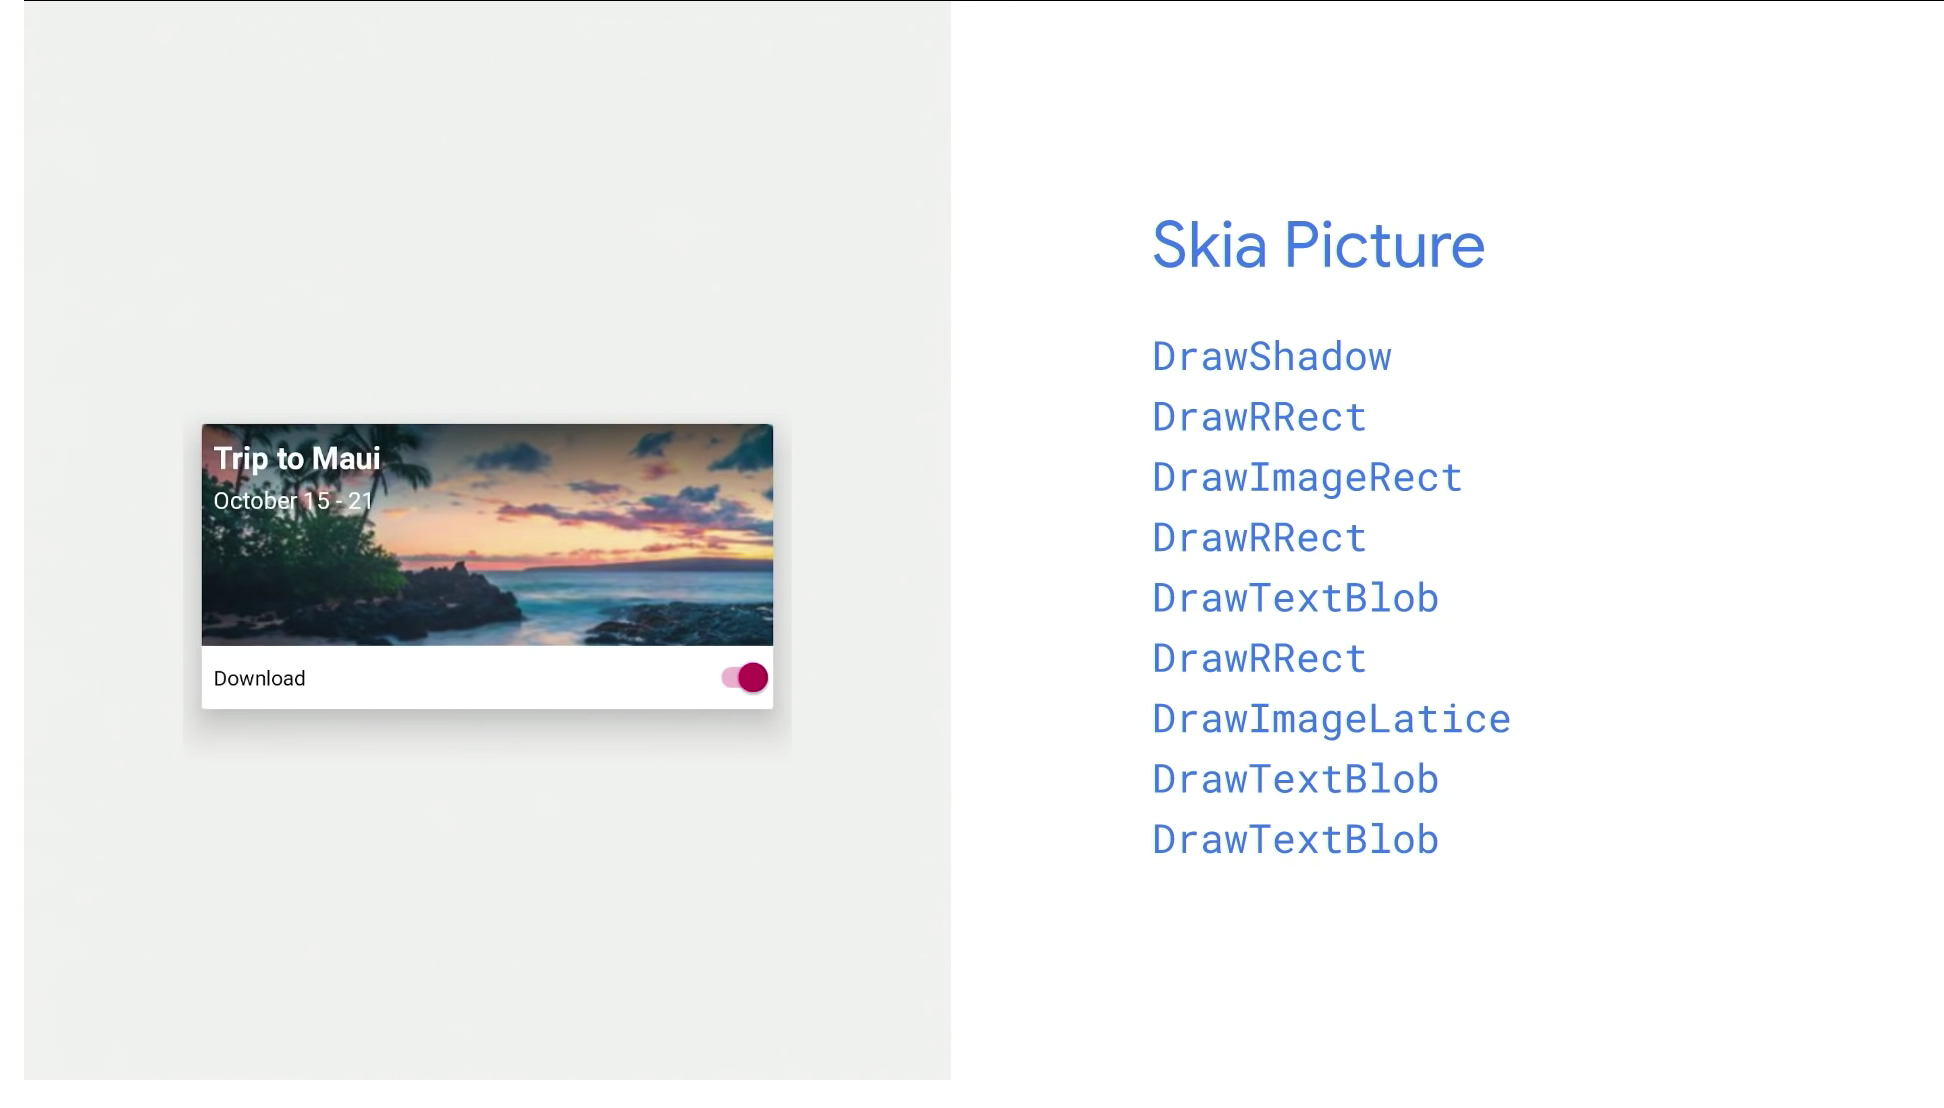 Trip to Maui
October 15 - 21
Download
Skia Picture
DrawShadow
DrawRRect
DrawImageRect
DrawRRect
DrawTextBlob
DrawRRect
DrawImageLatice
DrawTextBlob
DrawTextBlob